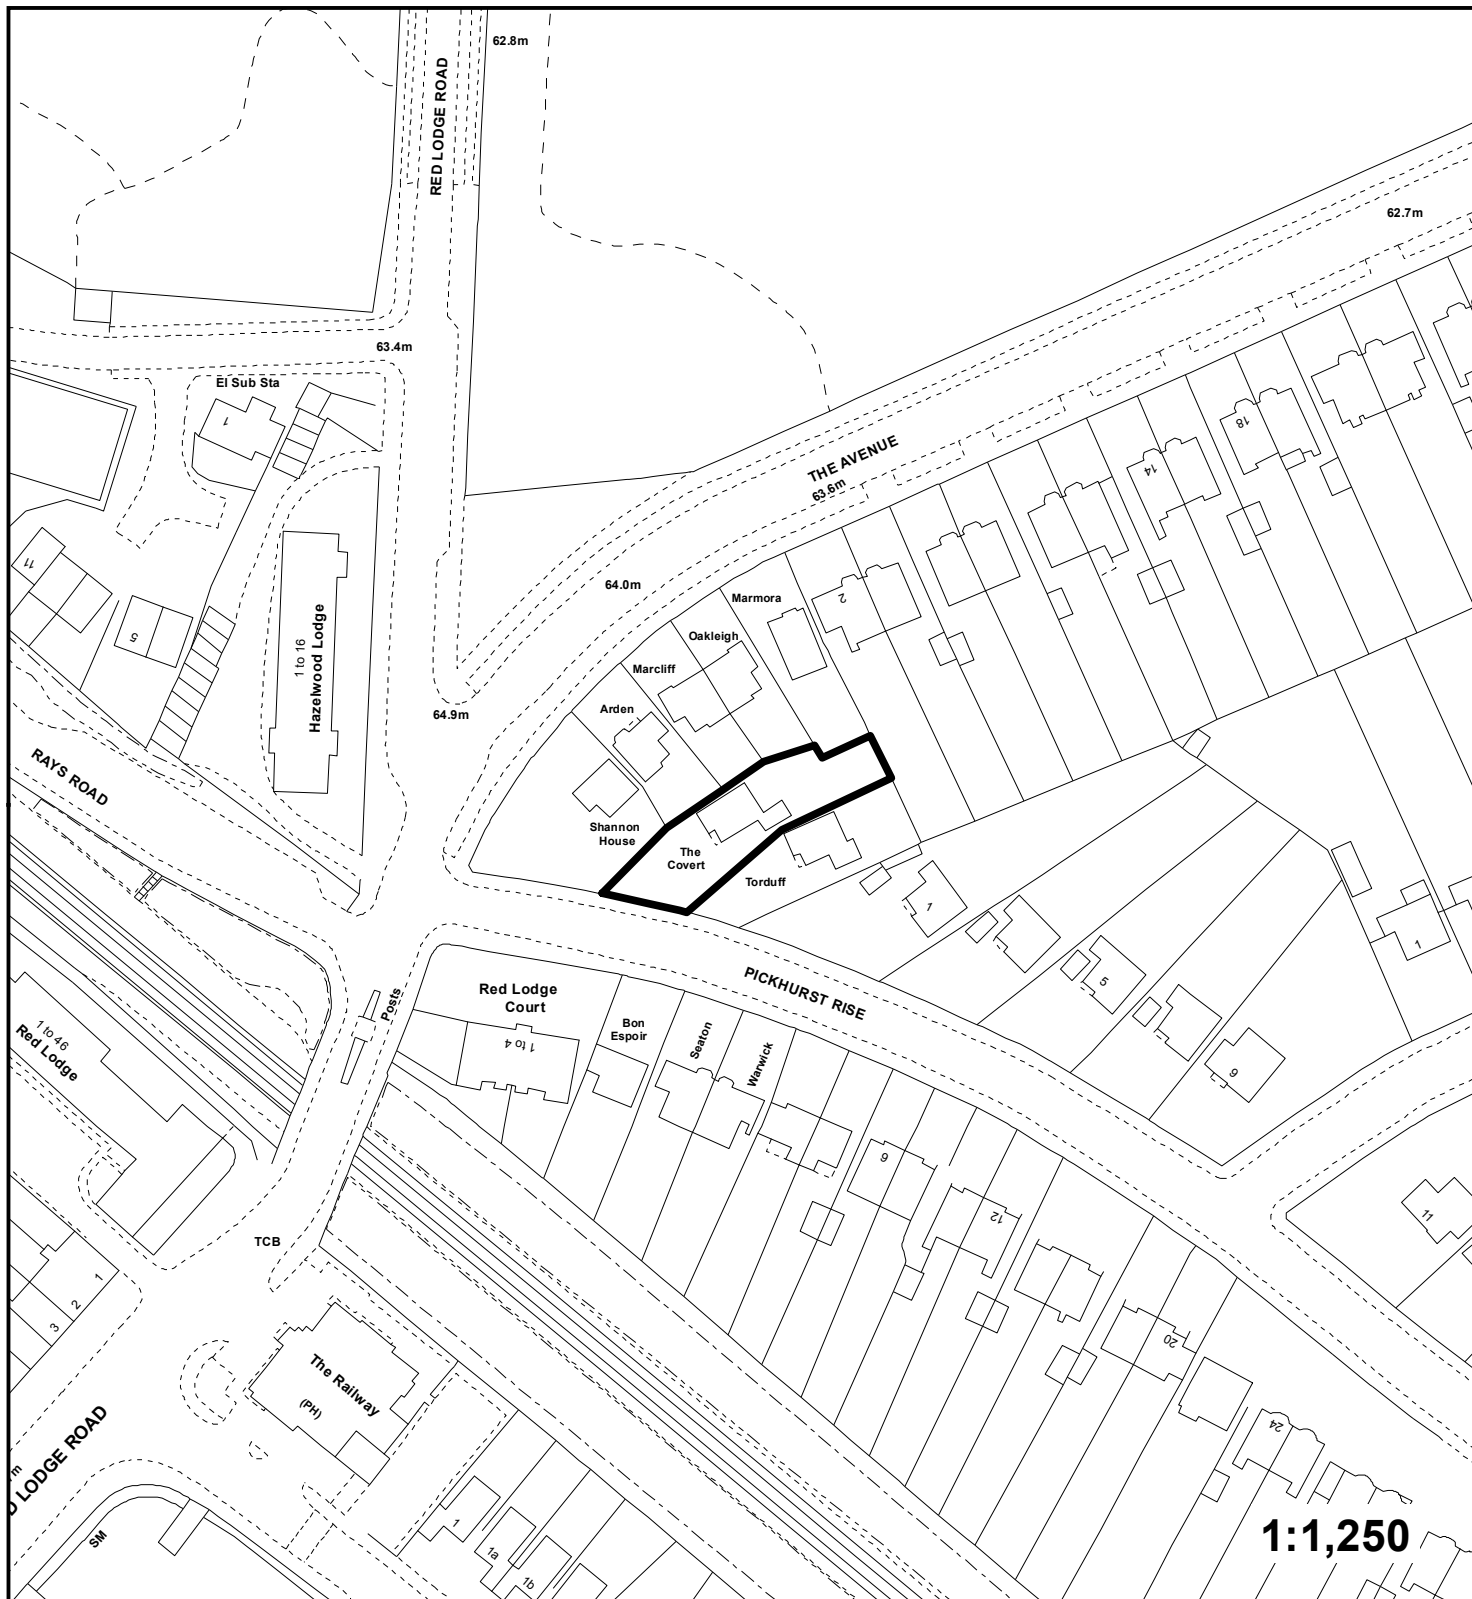 62.8m
RED LODGE ROAD
62.7m
63.4m
El Sub Sta
1
18
THE AVENUE
63.6m
14
11
64.0m
Marmora
2
5
1 to 16
Hazelwood Lodge
Oakleigh
Marcliff
Arden
64.9m
RAYS ROAD
Shannon
House
The
Covert
Torduff
1
1
5
9
PICKHURST RISE
Red Lodge
Court
1 to 4
Posts
Bon
Espoir
Seaton
Warwick
1 to 46
Red Lodge
12
11
TCB
1
2
3
20
The Railway
(PH)
24
D LODGE ROAD
SM
1
1a
1b
1:1,250